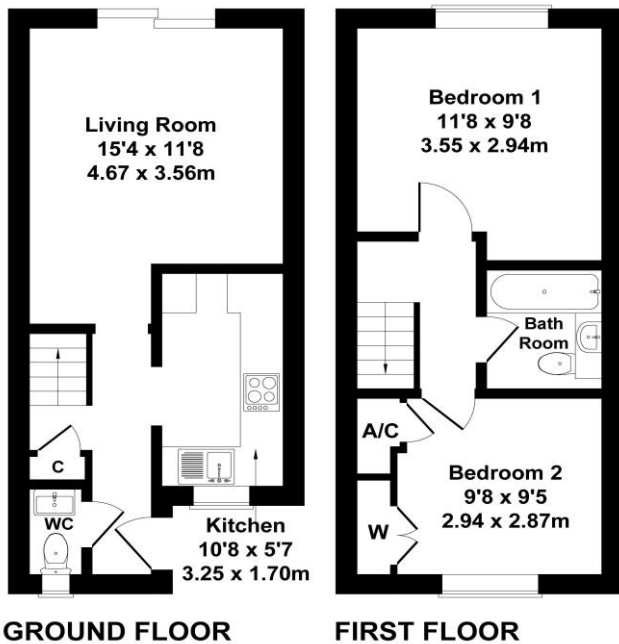 Living Room
15'4 x 11'8
4.67 x 3.56m
C
WC
Kitchen
10'8 x 5'7
3.25 x 1.70m
GROUND FLOOR
Bedroom 1
11'8 x 9'8
3.55 x 2.94m
Bath
Room
A/C
Bedroom 2
9'8 x 9'5
2.94 x 2.87m
W
FIRST FLOOR